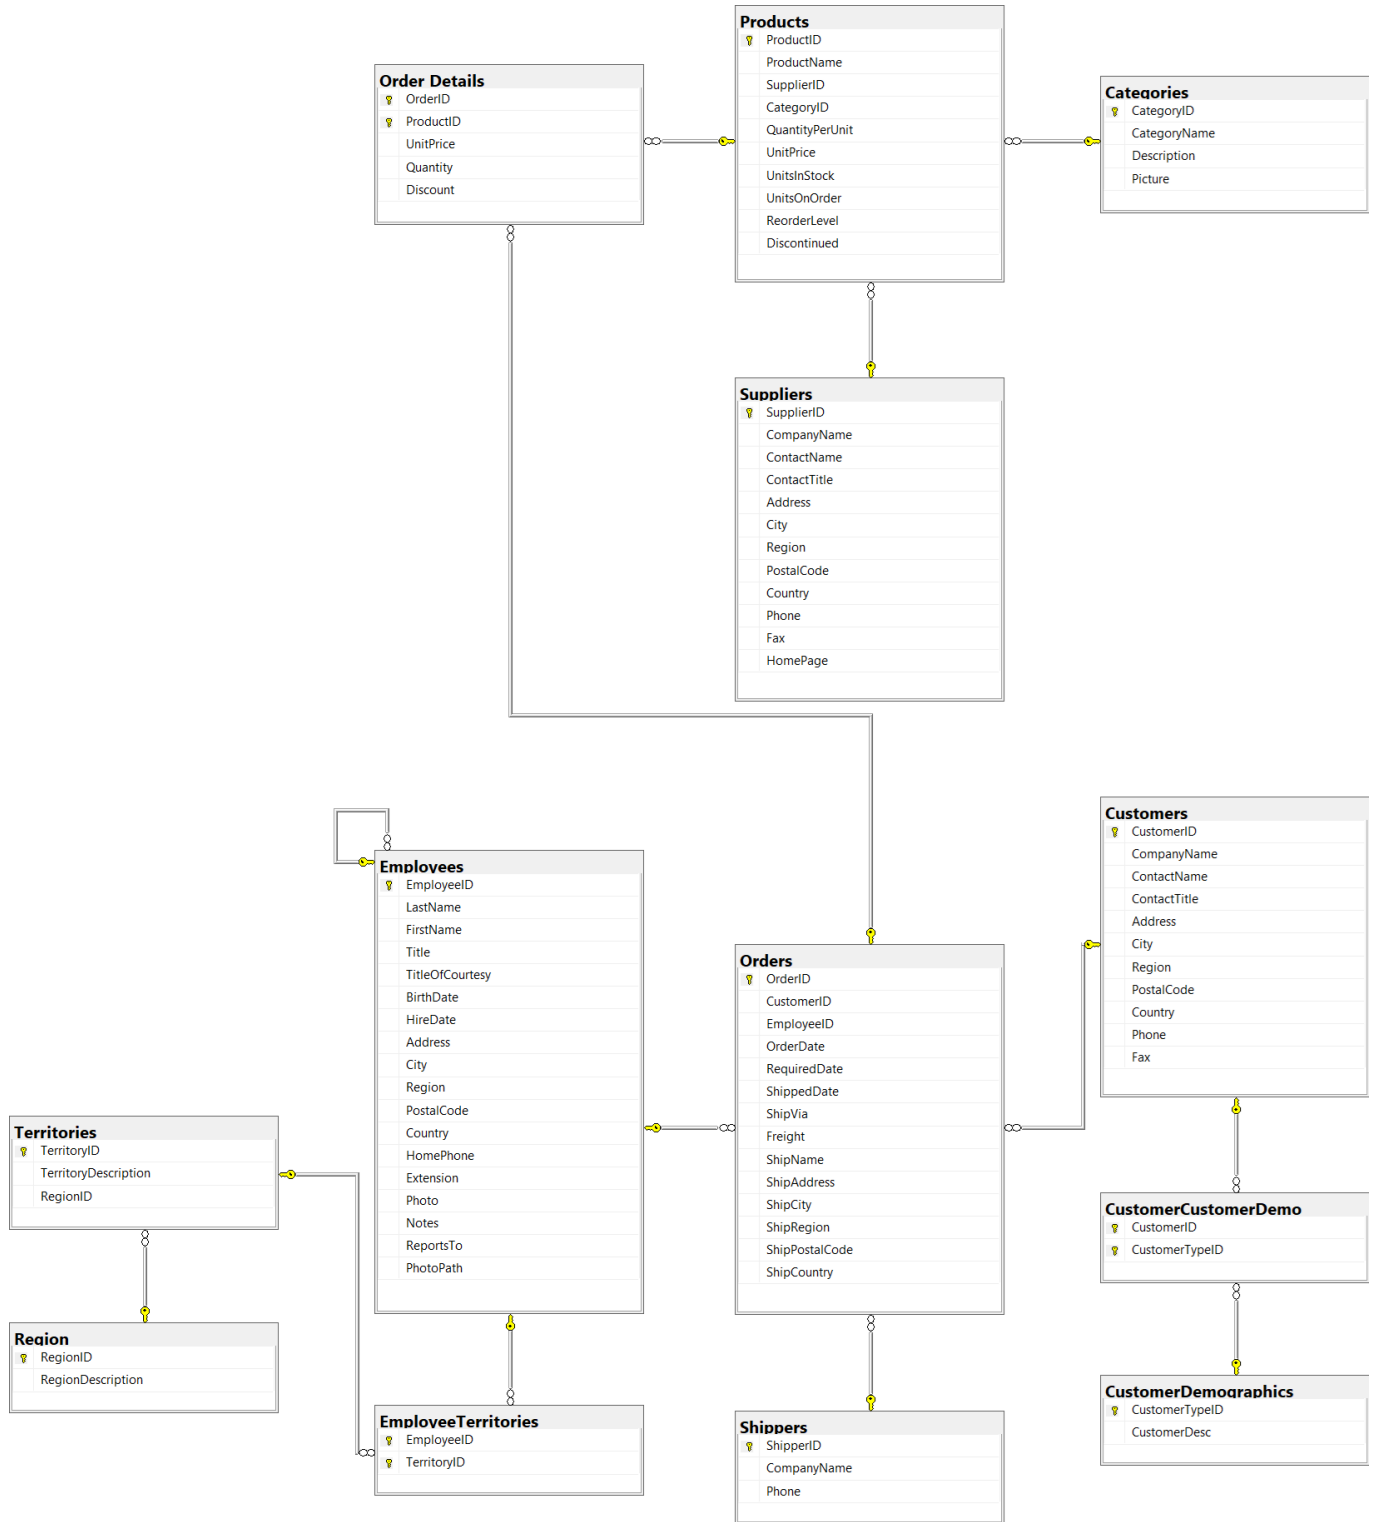 Products
ProductID
ProductName
SupplierID
CategoryID
QuantityPerUnit
UnitPrice
UnitsInStock
UnitsOnOrder
ReorderLevel
Discontinued
Order Details
OrderID
ProductID
UnitPrice
Quantity
Discount
Categories
CategoryID
CategoryName
Description
Picture
Suppliers
SupplierID
CompanyName
ContactName
ContactTitle
Address
City
Region
PostalCode
Country
Phone
Fax
HomePage
Customers
CustomerID
CompanyName
ContactName
ContactTitle
Address
City
Region
PostalCode
Country
Phone
Fax
Employees
EmployeeID
LastName
FirstName
Title
TitleOfCourtesy
BirthDate
HireDate
Address
City
Region
PostalCode
Country
HomePhone
Extension
Photo
Notes
ReportsTo
PhotoPath
Orders
OrderID
CustomerID
EmployeeID
OrderDate
RequiredDate
ShippedDate
ShipVia
Freight
ShipName
ShipAddress
ShipCity
ShipRegion
ShipPostalCode
ShipCountry
Territories
TerritoryID
TerritoryDescription
RegionID
CustomerCustomerDemo
CustomerID
CustomerTypeID
Region
RegionID
RegionDescription
CustomerDemographics
CustomerTypeID
CustomerDesc
EmployeeTerritories
EmployeeID
TerritoryID
Shippers
ShipperID
CompanyName
Phone